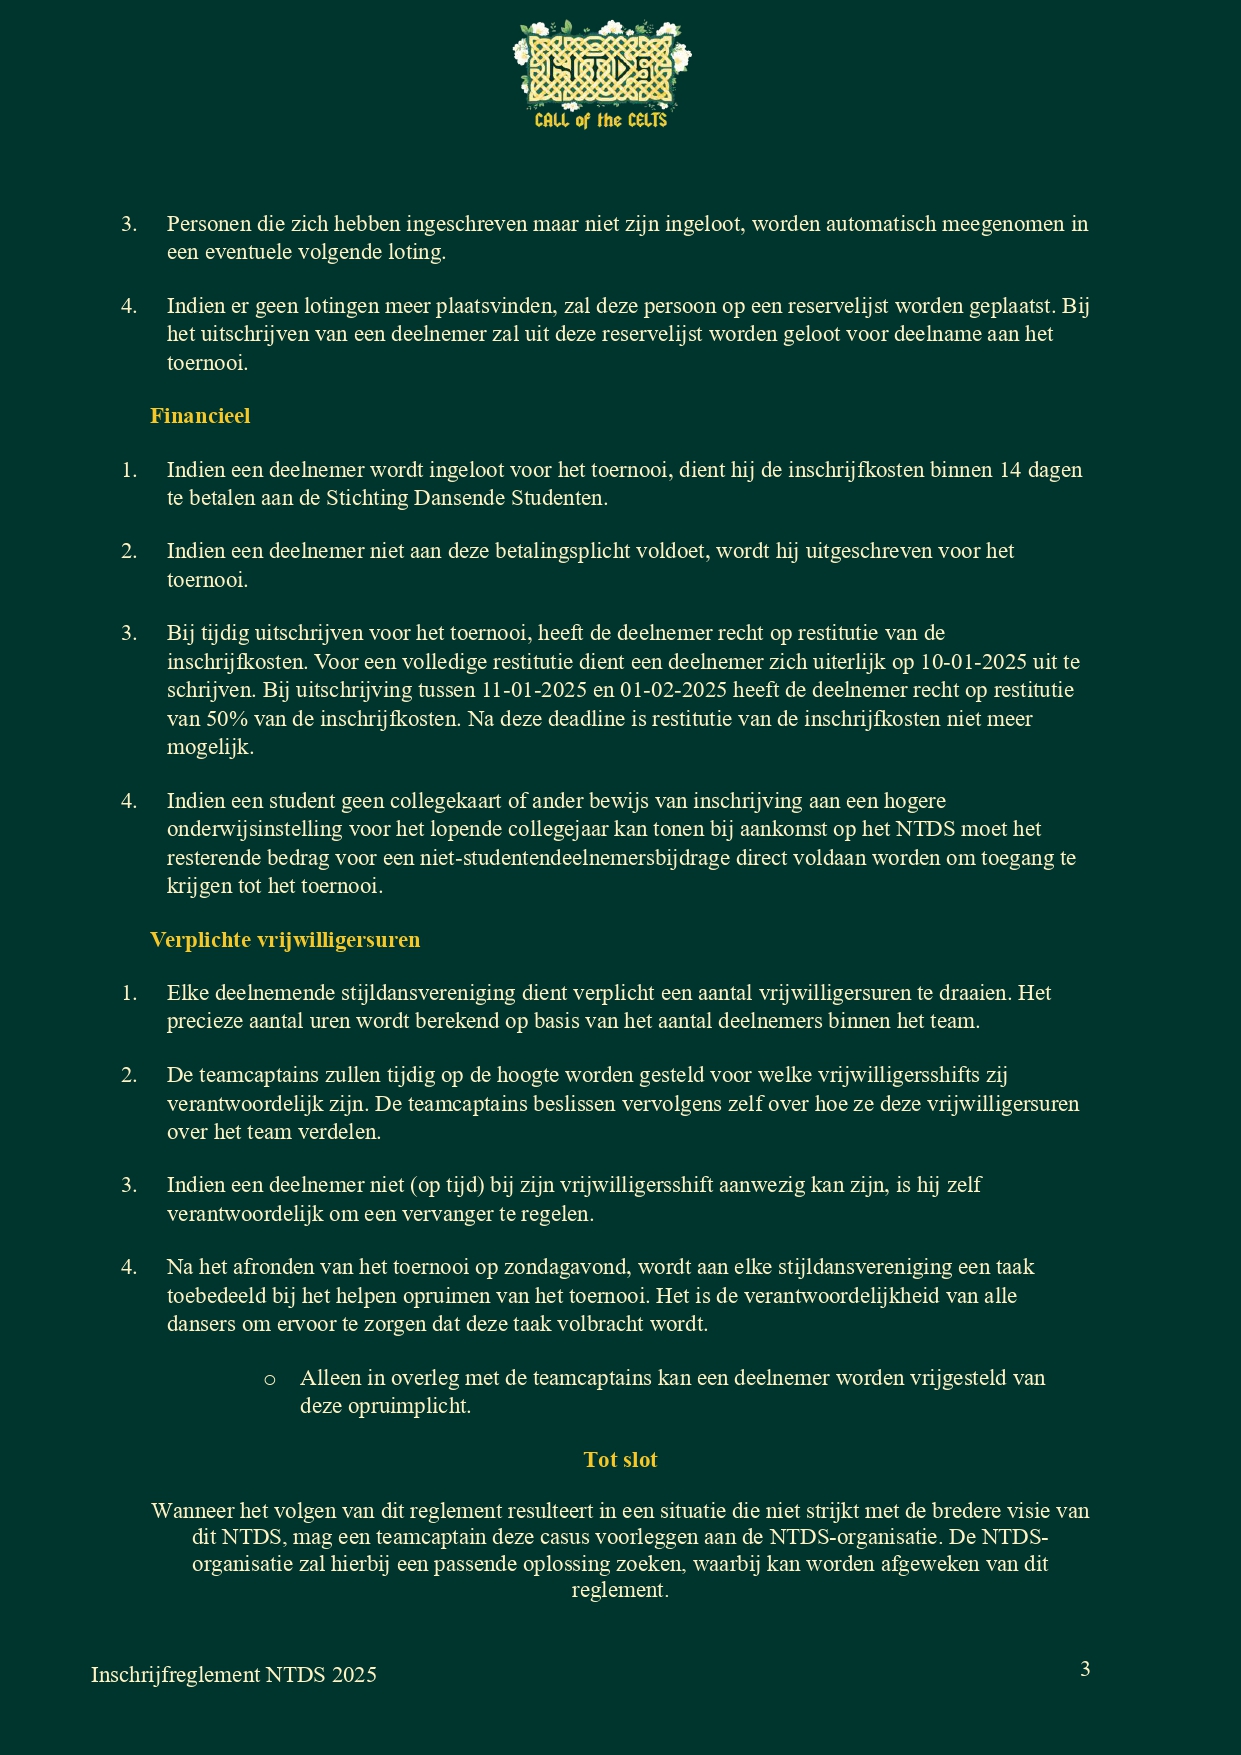 NTDS
CALL of the CELTS
3. Personen die zich hebben ingeschreven maar niet zijn ingeloot, worden automatisch meegenomen in
een eventuele volgende loting.
4. Indien er geen lotingen meer plaatsvinden, zal deze persoon op een reservelijst worden geplaatst. Bij
het uitschrijven van een deelnemer zal uit deze reservelijst worden geloot voor deelname aan het
toernooi.
Financieel
1. Indien een deelnemer wordt ingeloot voor het toernooi, dient hij de inschrijfkosten binnen 14 dagen
te betalen aan de Stichting Dansende Studenten.
2. Indien een deelnemer niet aan deze betalingsplicht voldoet, wordt hij uitgeschreven voor het
toernooi.
3. Bij tijdig uitschrijven voor het toernooi, heeft de deelnemer recht op restitutie van de
inschrijfkosten. Voor een volledige restitutie dient een deelnemer zich uiterlijk op 10-01-2025 uit te
schrijven. Bij uitschrijving tussen 11-01-2025 en 01-02-2025 heeft de deelnemer recht op restitutie
van 50% van de inschrijfkosten. Na deze deadline is restitutie van de inschrijfkosten niet meer
mogelijk.
4. Indien een student geen collegekaart of ander bewijs van inschrijving aan een hogere
onderwijsinstelling voor het lopende collegejaar kan tonen bij aankomst op het NTDS moet het
resterende bedrag voor een niet-studentendeelnemersbijdrage direct voldaan worden om toegang te
krijgen tot het toernooi.
Verplichte vrijwilligersuren
1. Elke deelnemende stijldansvereniging dient verplicht een aantal vrijwilligersuren te draaien. Het
precieze aantal uren wordt berekend op basis van het aantal deelnemers binnen het team.
2. De teamcaptains zullen tijdig op de hoogte worden gesteld voor welke vrijwilligersshifts zij
verantwoordelijk zijn. De teamcaptains beslissen vervolgens zelf over hoe ze deze vrijwilligersuren
over het team verdelen.
3. Indien een deelnemer niet (op tijd) bij zijn vrijwilligersshift aanwezig kan zijn, is hij zelf
verantwoordelijk om een vervanger te regelen.
4. Na het afronden van het toernooi op zondagavond, wordt aan elke stijldansvereniging een taak
toebedeeld bij het helpen opruimen van het toernooi. Het is de verantwoordelijkheid van alle
dansers om ervoor te zorgen dat deze taak volbracht wordt.
o Alleen in overleg met de teamcaptains kan een deelnemer worden vrijgesteld van
deze opruimplicht.
Tot slot
Wanneer het volgen van dit reglement resulteert in een situatie die niet strijkt met de bredere visie van
dit NTDS, mag een teamcaptain deze casus voorleggen aan de NTDS-organisatie. De NTDS-
organisatie zal hierbij een passende oplossing zoeken, waarbij kan worden afgeweken van dit
reglement.
Inschrijfreglement NTDS 2025
3